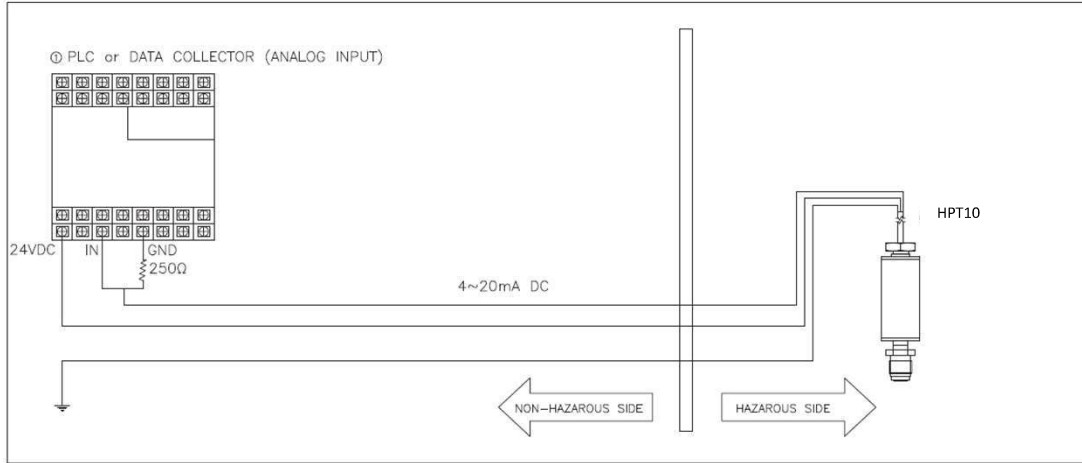 ① PLC or DATA COLLECTOR (ANALOG INPUT)
HPT10
24VDC
IN
GND
250Ω
4~20mA DC
NON-HAZAROUS SIDE
HAZAROUS SIDE